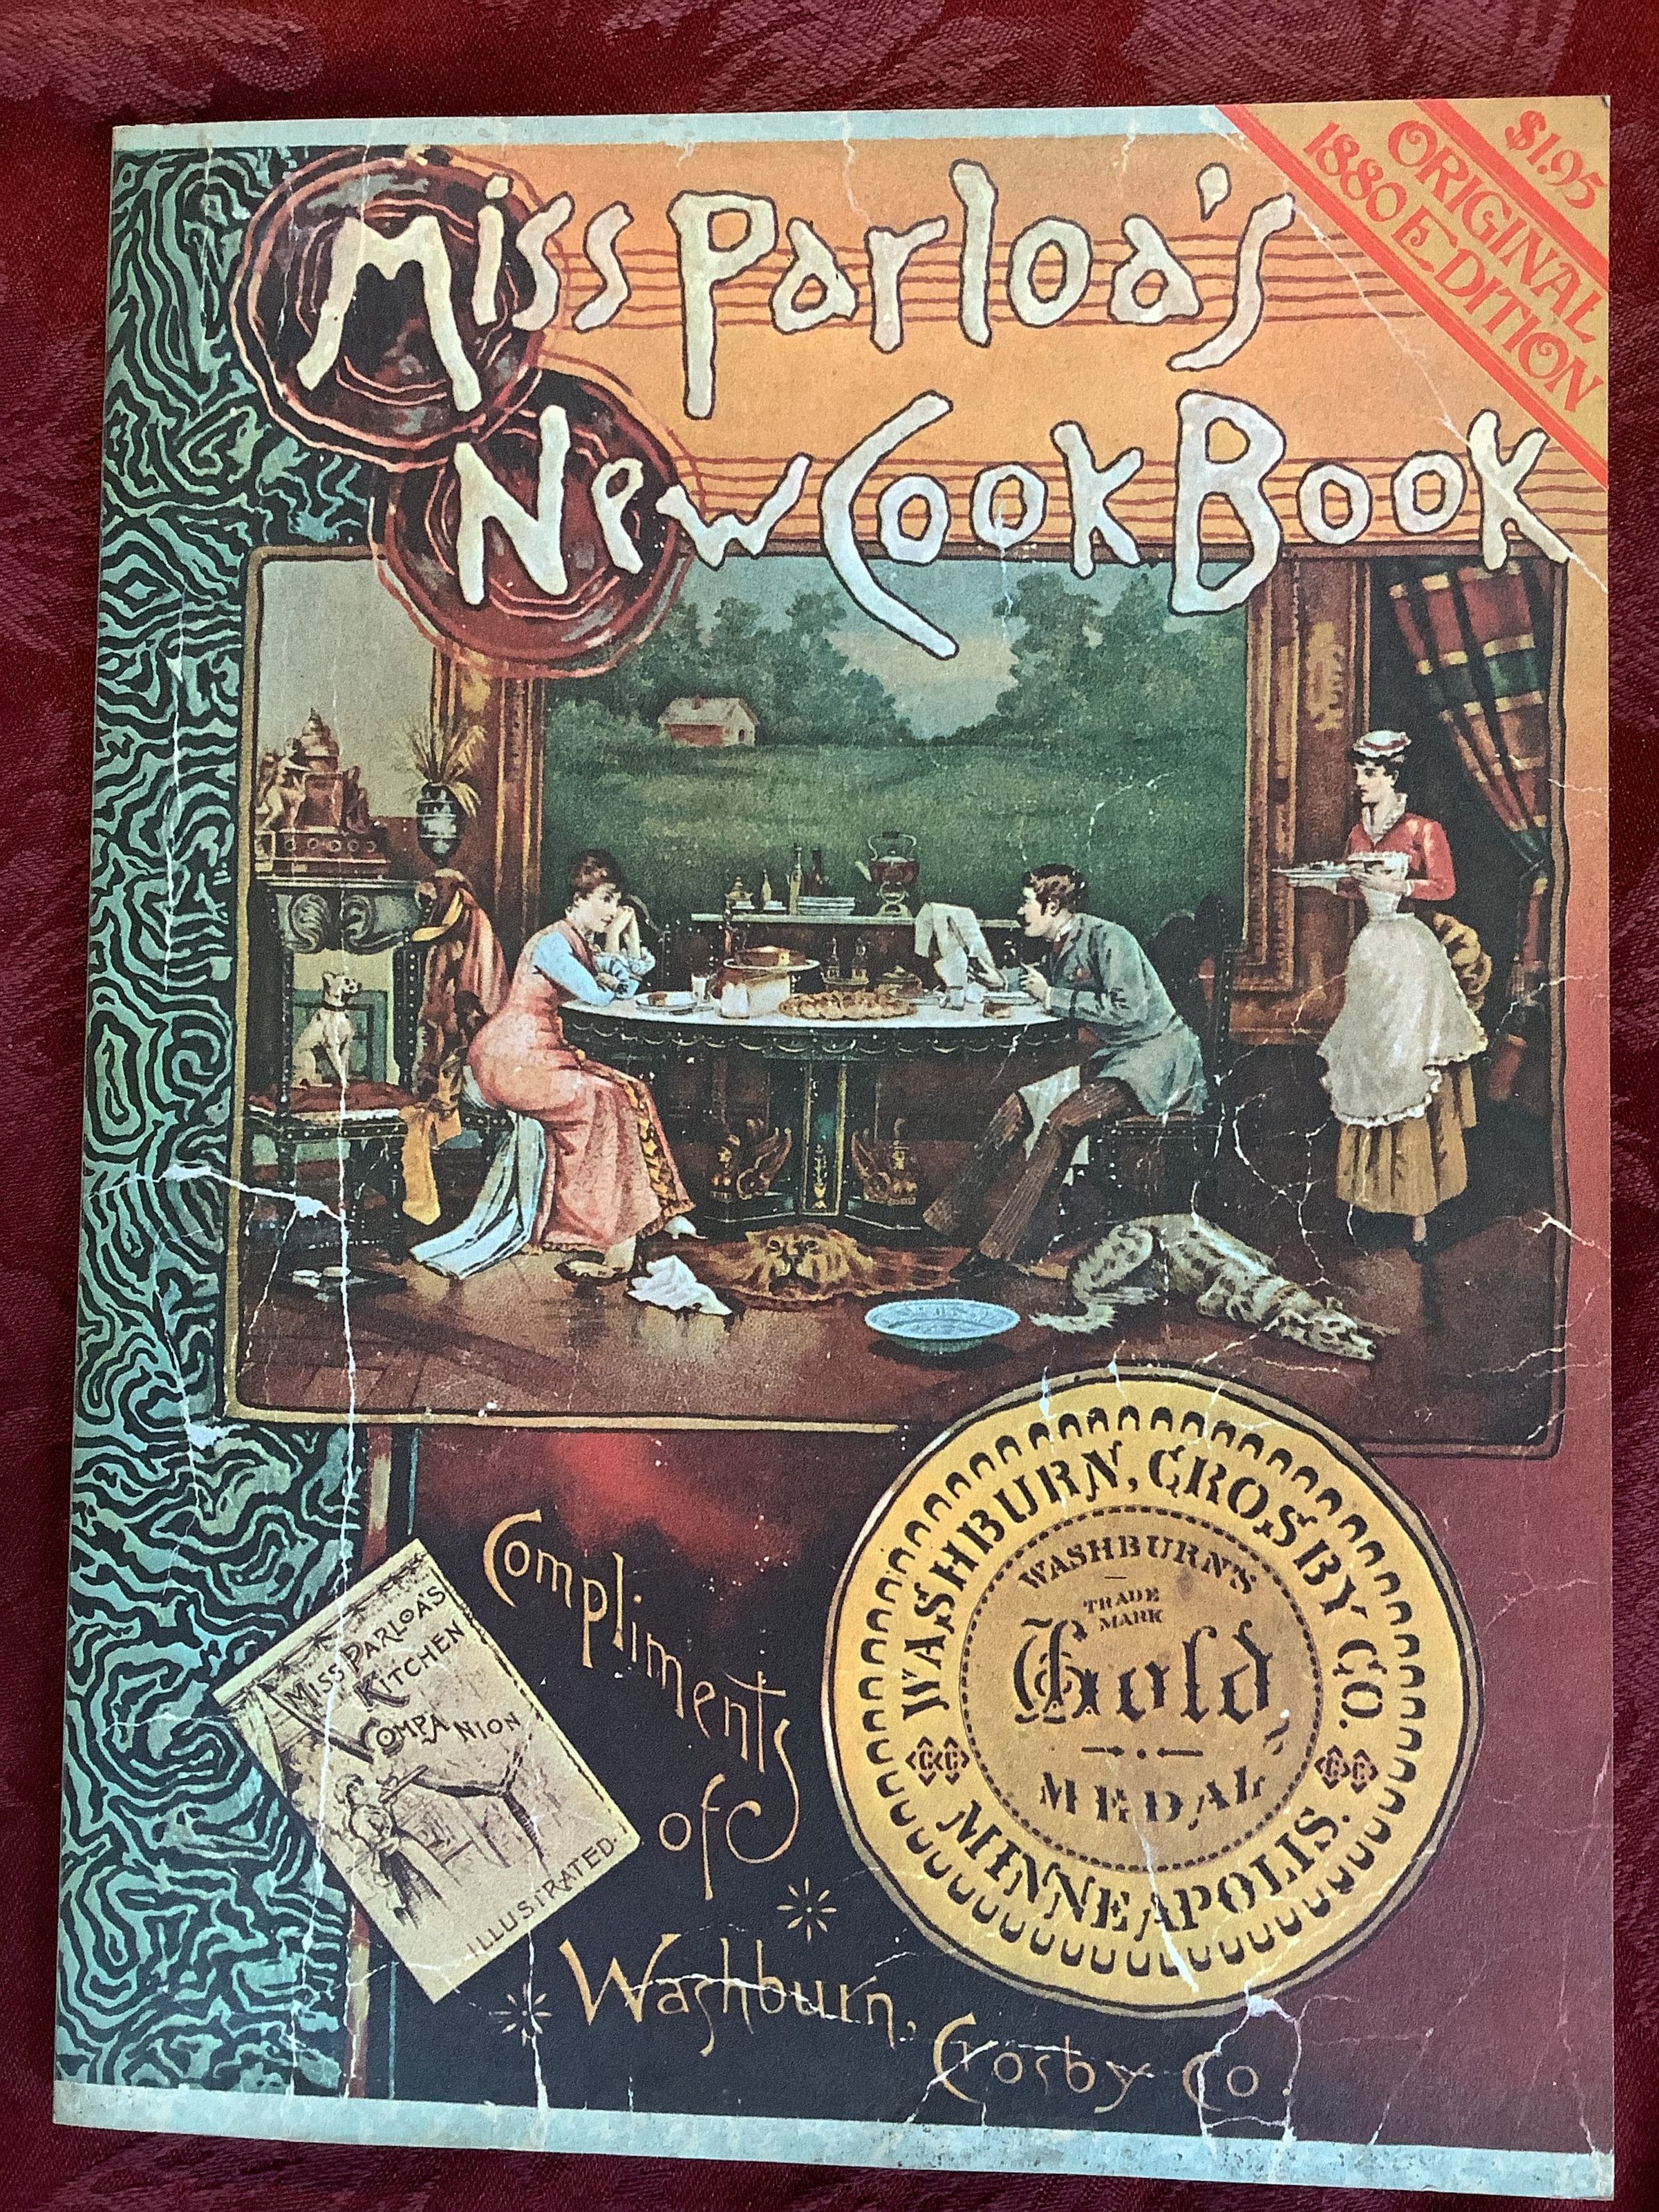 $1.95
ORIGINAL
1880 EDITION
Miss Parloa's
New Cook Book
MISS PARLOAS
KITCHEN
COMPANION
ILLUSTRATED.
Compliments
of
Washburn, Crosby Co.
WASHBURN, CROSBY CO.
WASHBURN'S
TRADE
MARK
Gold
MEDAL
MINNEAPOLIS.